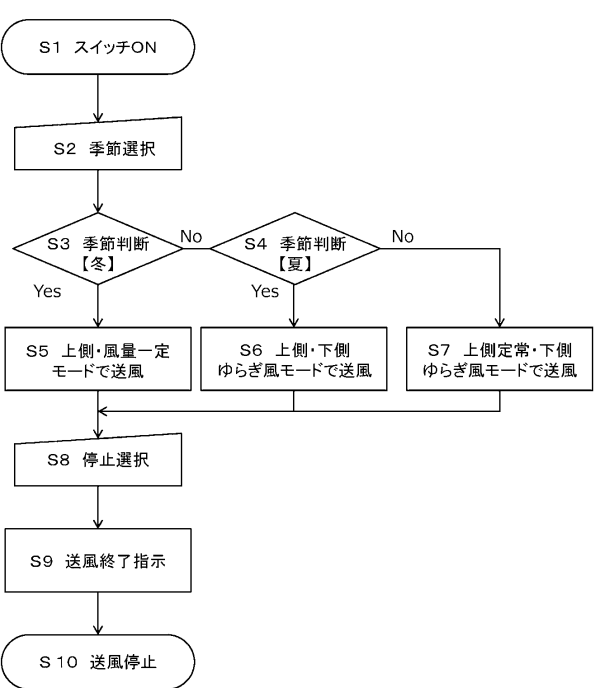 S1 スイッチON
S2 季節選択
S3 季節判断
【冬】
No
S4 季節判断
【夏】
No
Yes
Yes
S5 上側・風量一定
モードで送風
S6 上側・下側
ゆらぎ風モードで送風
S7 上側定常・下側
ゆらぎ風モードで送風
S8 停止選択
S9 送風終了指示
S10 送風停止